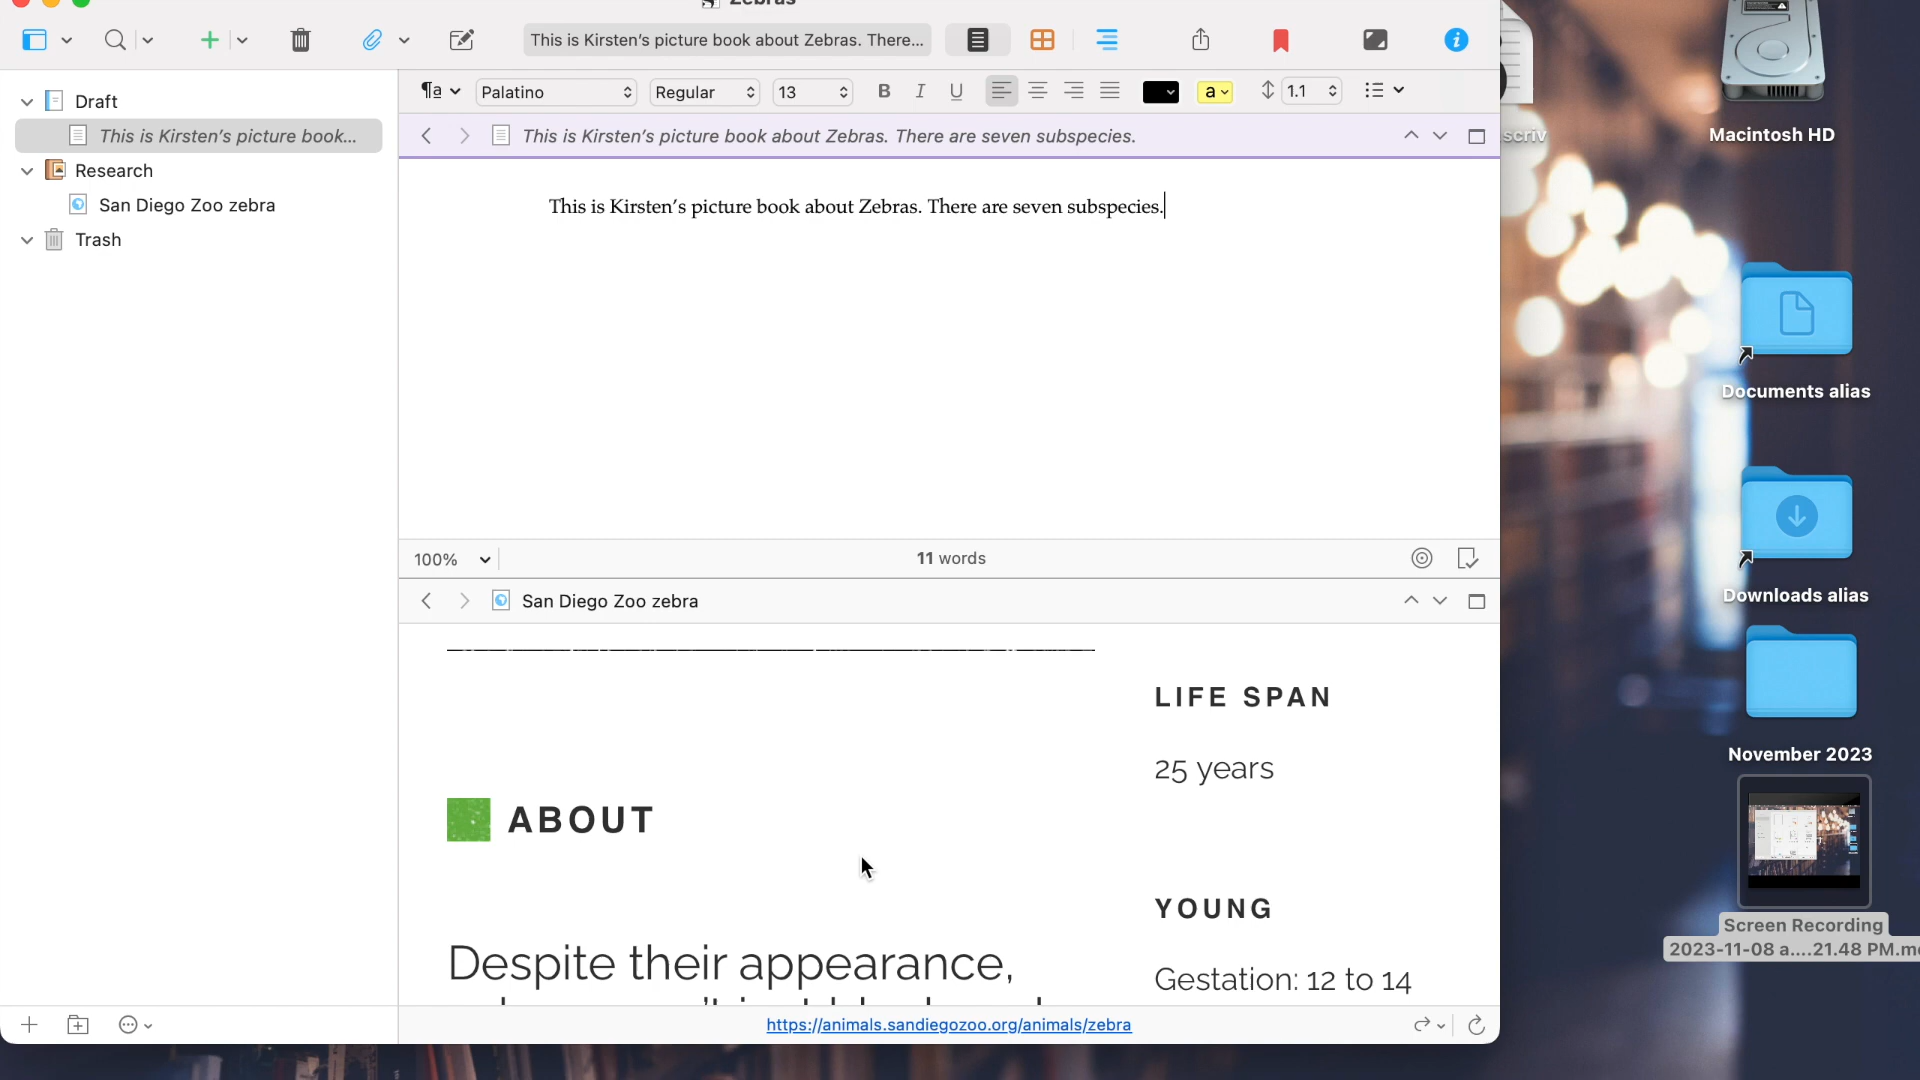 Zebras
This is Kirsten's picture book about Zebras. There...
Palatino
Regular
13
B I U
a
1.1
Draft
This is Kirsten's picture book...
Research
San Diego Zoo zebra
Trash
This is Kirsten's picture book about Zebras. There are seven subspecies.
This is Kirsten's picture book about Zebras. There are seven subspecies.
100%
11 words
San Diego Zoo zebra
LIFE SPAN
25 years
ABOUT
YOUNG
Despite their appearance,
Gestation: 12 to 14
https://animals.sandiegozoo.org/animals/zebra
scriv
Macintosh HD
Documents alias
Downloads alias
November 2023
Screen Recording
2023-11-08 a....21.48 PM.m